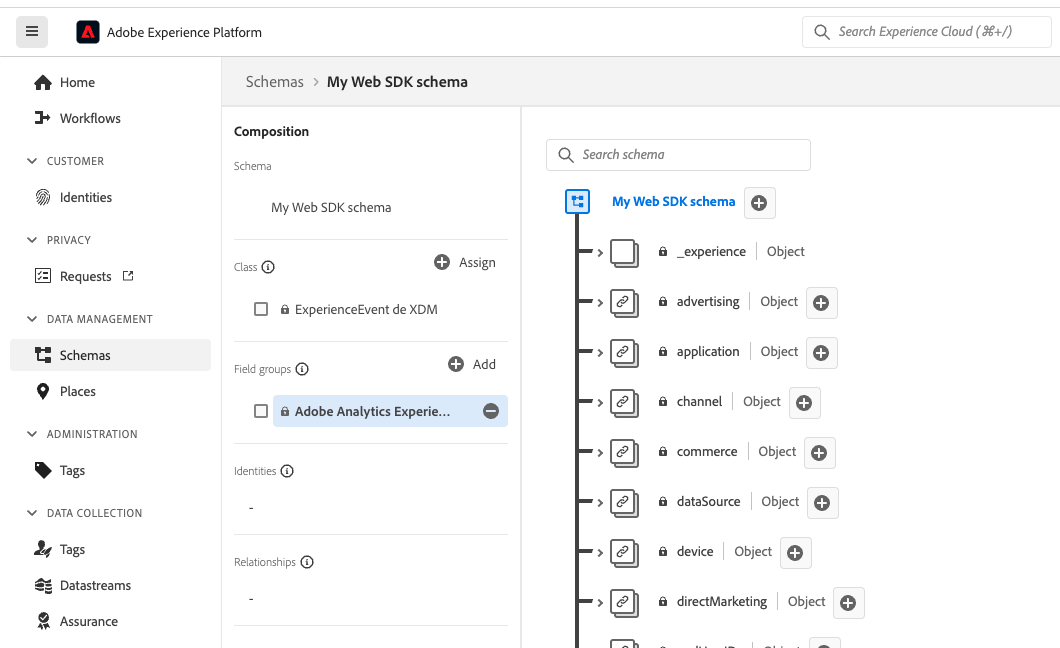 Adobe Experience Platform
Search Experience Cloud (⌘+/)
Home
Workflows
CUSTOMER
Identities
PRIVACY
Requests
DATA MANAGEMENT
Schemas
Places
ADMINISTRATION
Tags
DATA COLLECTION
Tags
Datastreams
Assurance
Schemas > My Web SDK schema
Composition
Schema
My Web SDK schema
Class
Assign
ExperienceEvent de XDM
Field groups
Add
Adobe Analytics Experie...
Identities
-
Relationships
-
Search schema
My Web SDK schema
_experience | Object
advertising | Object
application | Object
channel | Object
commerce | Object
dataSource | Object
device | Object
directMarketing | Object